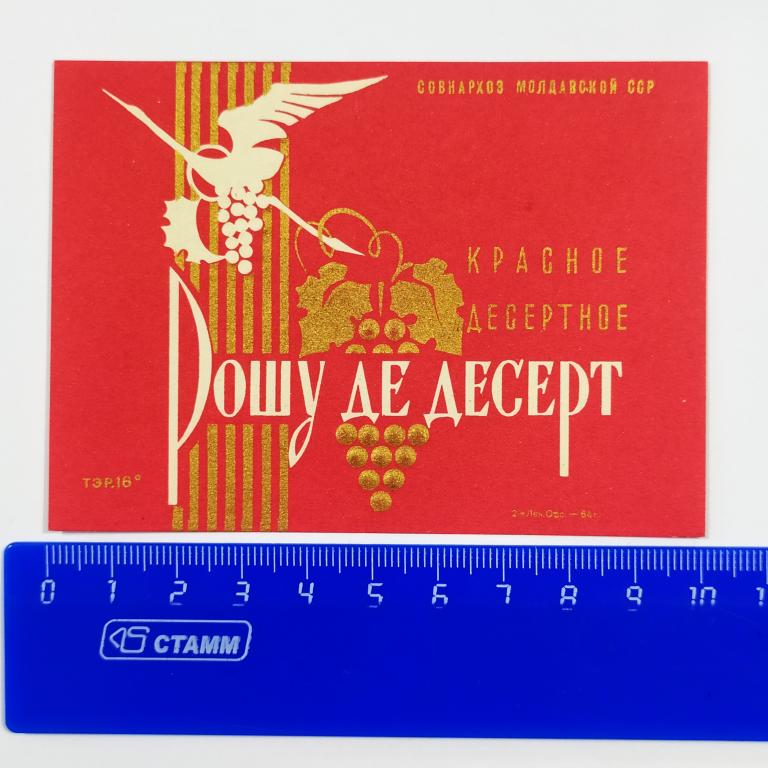 СОВНАРХОЗ МОЛДАВСКОЙ ССР
КРАСНОЕ
ДЕСЕРТНОЕ
Рошу де десерт
ТЭР.16°
0 1 2 3 4 5 6 7 8 9 10
СТАММ